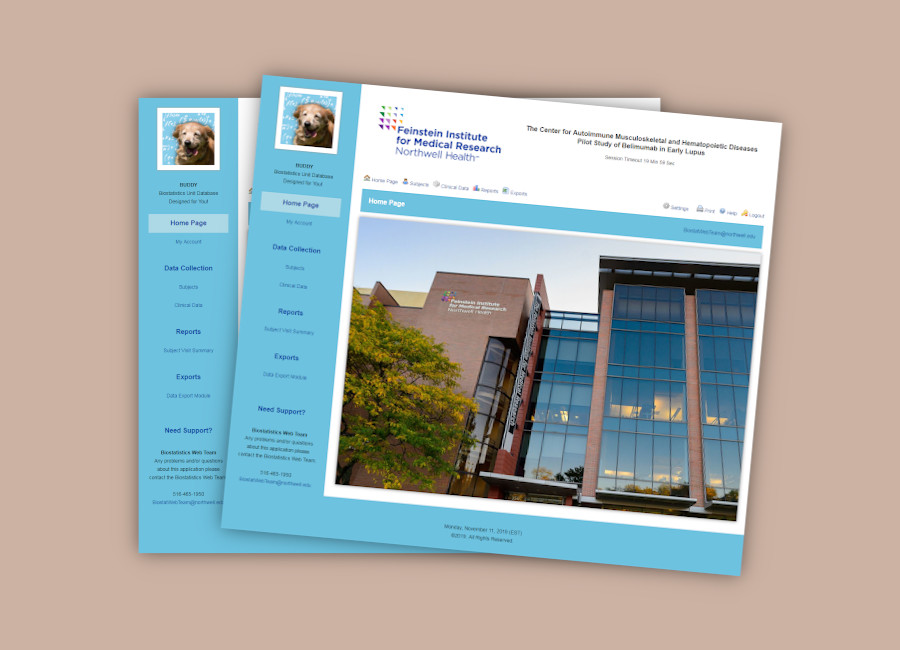 BUDDY
Biostatistics Unit Database
Designed for You!
Home Page
My Account
Data Collection
Subjects
Clinical Data
Reports
Subject Visit Summary
Exports
Data Export Module
Need Support?
Biostatistics Web Team
Any problems and/or questions
about this application please
contact the Biostatistics Web Team
516-465-1950
BiostatWebTeam@northwell.edu
BUDDY
Biostatistics Unit Database
Designed for You!
Home Page
My Account
Data Collection
Subjects
Clinical Data
Reports
Subject Visit Summary
Exports
Data Export Module
Need Support?
Biostatistics Web Team
Any problems and/or questions
about this application please
contact the Biostatistics Web Team
516-465-1950
BiostatWebTeam@northwell.edu
Feinstein Institute
for Medical Research
Northwell Health℠
The Center for Autoimmune Musculoskeletal and Hematopoietic Diseases
Pilot Study of Belimumab in Early Lupus
Session Timeout 19 Min 59 Sec
Home Page Subjects Clinical Data Reports Exports
Settings Print Help Logout
Home Page
BiostatWebTeam@northwell.edu
Feinstein Institute
for Medical Research
Northwell Health
Monday, November 11, 2019 (EST)
©2019. All Rights Reserved.